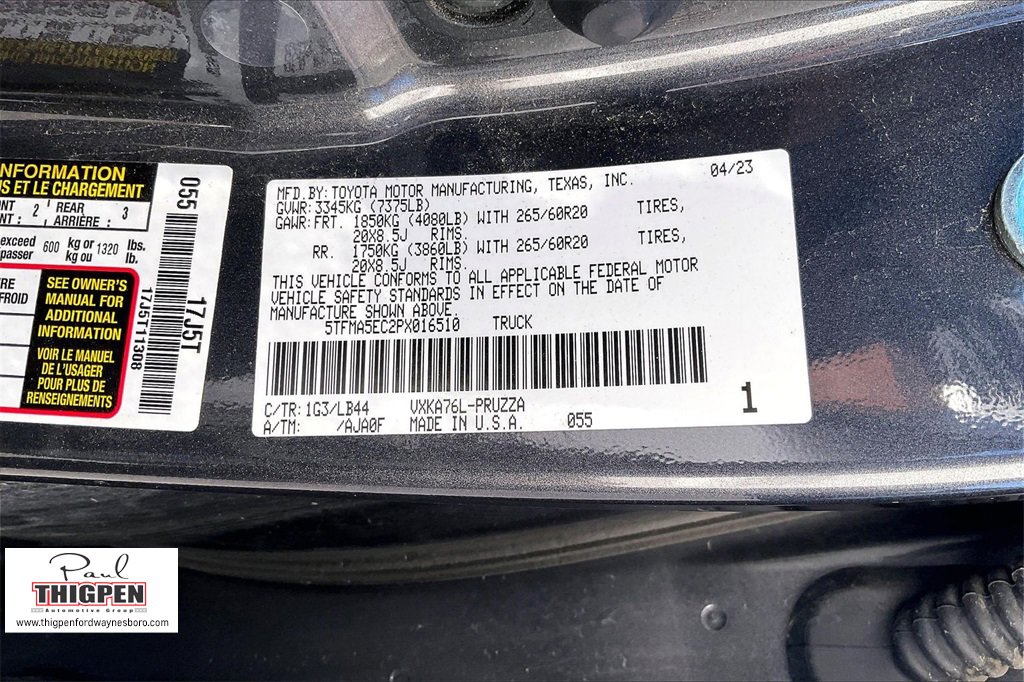 NFORMATION
US ET LE CHARGEMENT
NT
NT : 2 REAR
ARRIÈRE : 3
exceed
passer 600 kg or
kg ou 1320 lbs.
lb.
RE
FROID
SEE OWNER'S
MANUAL FOR
ADDITIONAL
INFORMATION
VOIR LE MANUEL
DE L'USAGER
POUR PLUS DE
RENSEIGNEMENTS
055
17J5T
17J5T11308
MFD. BY: TOYOTA MOTOR MANUFACTURING, TEXAS, INC. 04/23
GVWR: 3345KG (7375LB)
GAWR: FRT. 1850KG (4080LB) WITH 265/60R20 TIRES,
20X8.5J RIMS.
RR. 1750KG (3860LB) WITH 265/60R20 TIRES,
20X8.5J RIMS.
THIS VEHICLE CONFORMS TO ALL APPLICABLE FEDERAL MOTOR
VEHICLE SAFETY STANDARDS IN EFFECT ON THE DATE OF
MANUFACTURE SHOWN ABOVE.
5TFMA5EC2PX016510 TRUCK
C/TR: 1G3/LB44 VXKA76L-PRUZZA
A/TM: /AJA0F MADE IN U.S.A. 055
1
Paul
THIGPEN
Automotive Group
www.thigpenfordwaynesboro.com